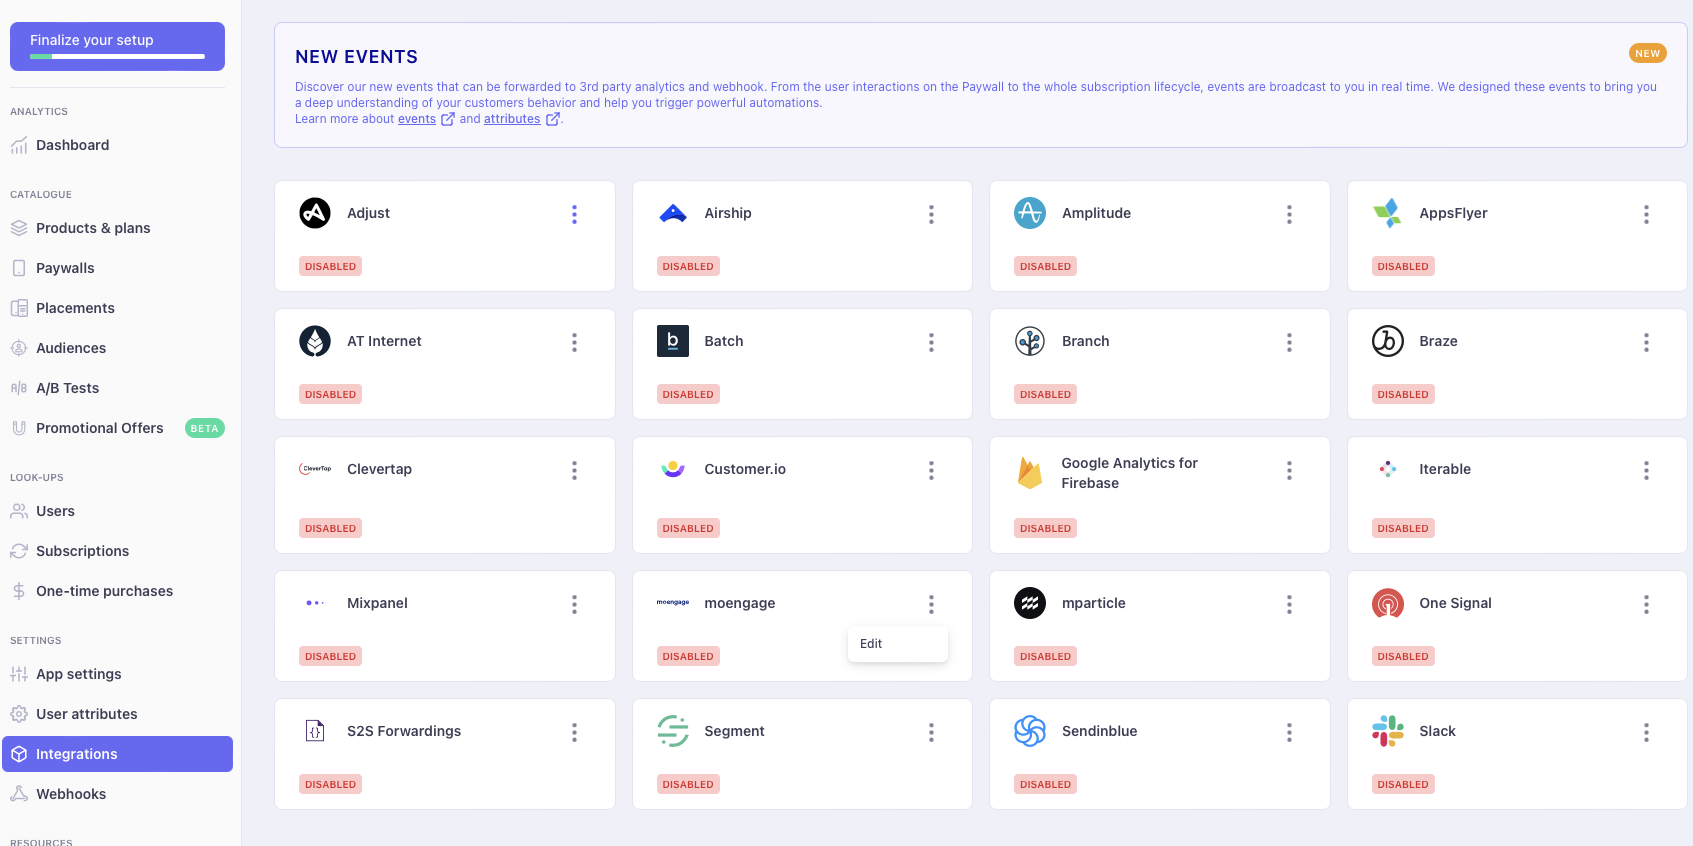 Finalize your setup
ANALYTICS
Dashboard
CATALOGUE
Products & plans
Paywalls
Placements
Audiences
A/B
A/B Tests
Promotional Offers BETA
LOOK-UPS
Users
Subscriptions
One-time purchases
SETTINGS
App settings
User attributes
Integrations
Webhooks
RESOURCES
NEW EVENTS
NEW
Discover our new events that can be forwarded to 3rd party analytics and webhook. From the user interactions on the Paywall to the whole subscription lifecycle, events are broadcast to you in real time. We designed these events to bring you
a deep understanding of your customers behavior and help you trigger powerful automations.
Learn more about events and attributes.
Adjust
DISABLED
Airship
DISABLED
Amplitude
DISABLED
AppsFlyer
DISABLED
AT Internet
DISABLED
b
Batch
DISABLED
Branch
DISABLED
b
Braze
DISABLED
CleverTap
Clevertap
DISABLED
Customer.io
DISABLED
Google Analytics for
Firebase
DISABLED
Iterable
DISABLED
Mixpanel
DISABLED
moengage
moengage
Edit
DISABLED
mparticle
DISABLED
One Signal
DISABLED
{}
S2S Forwardings
DISABLED
Segment
DISABLED
Sendinblue
DISABLED
Slack
DISABLED